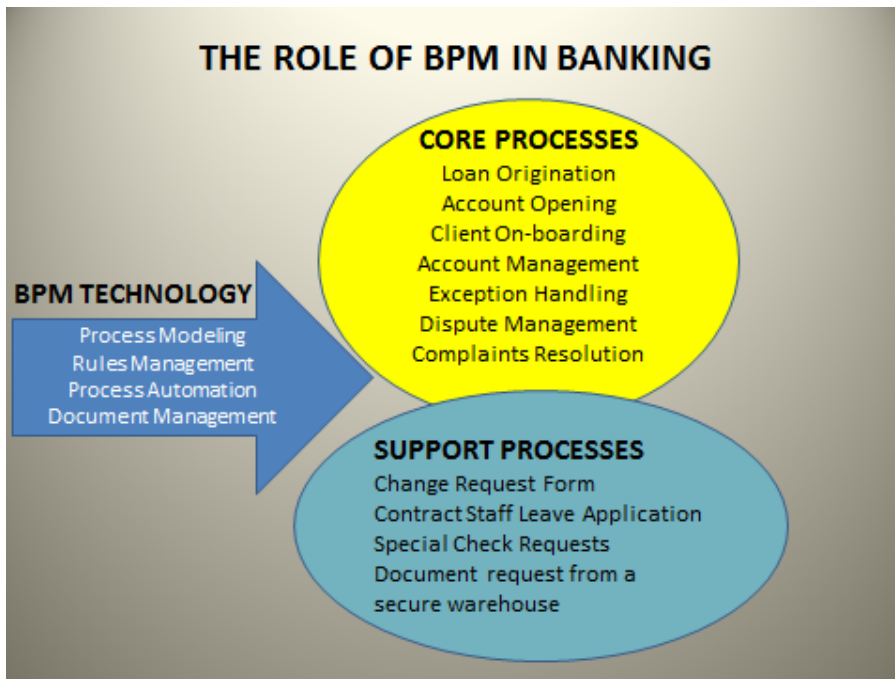 THE ROLE OF BPM IN BANKING
CORE PROCESSES
Loan Origination
Account Opening
Client On-boarding
Account Management
Exception Handling
Dispute Management
Complaints Resolution
BPM TECHNOLOGY
Process Modeling
Rules Management
Process Automation
Document Management
SUPPORT PROCESSES
Change Request Form
Contract Staff Leave Application
Special Check Requests
Document request from a
secure warehouse